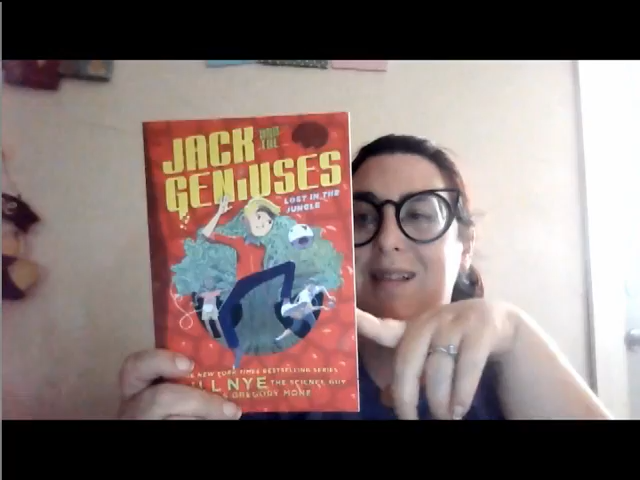 JACK AND THE
GENIUSES
LOST IN THE
JUNGLE
NEW YORK TIMES BESTSELLING SERIES
NYE THE SCIENCE GUY
GREGORY MONE